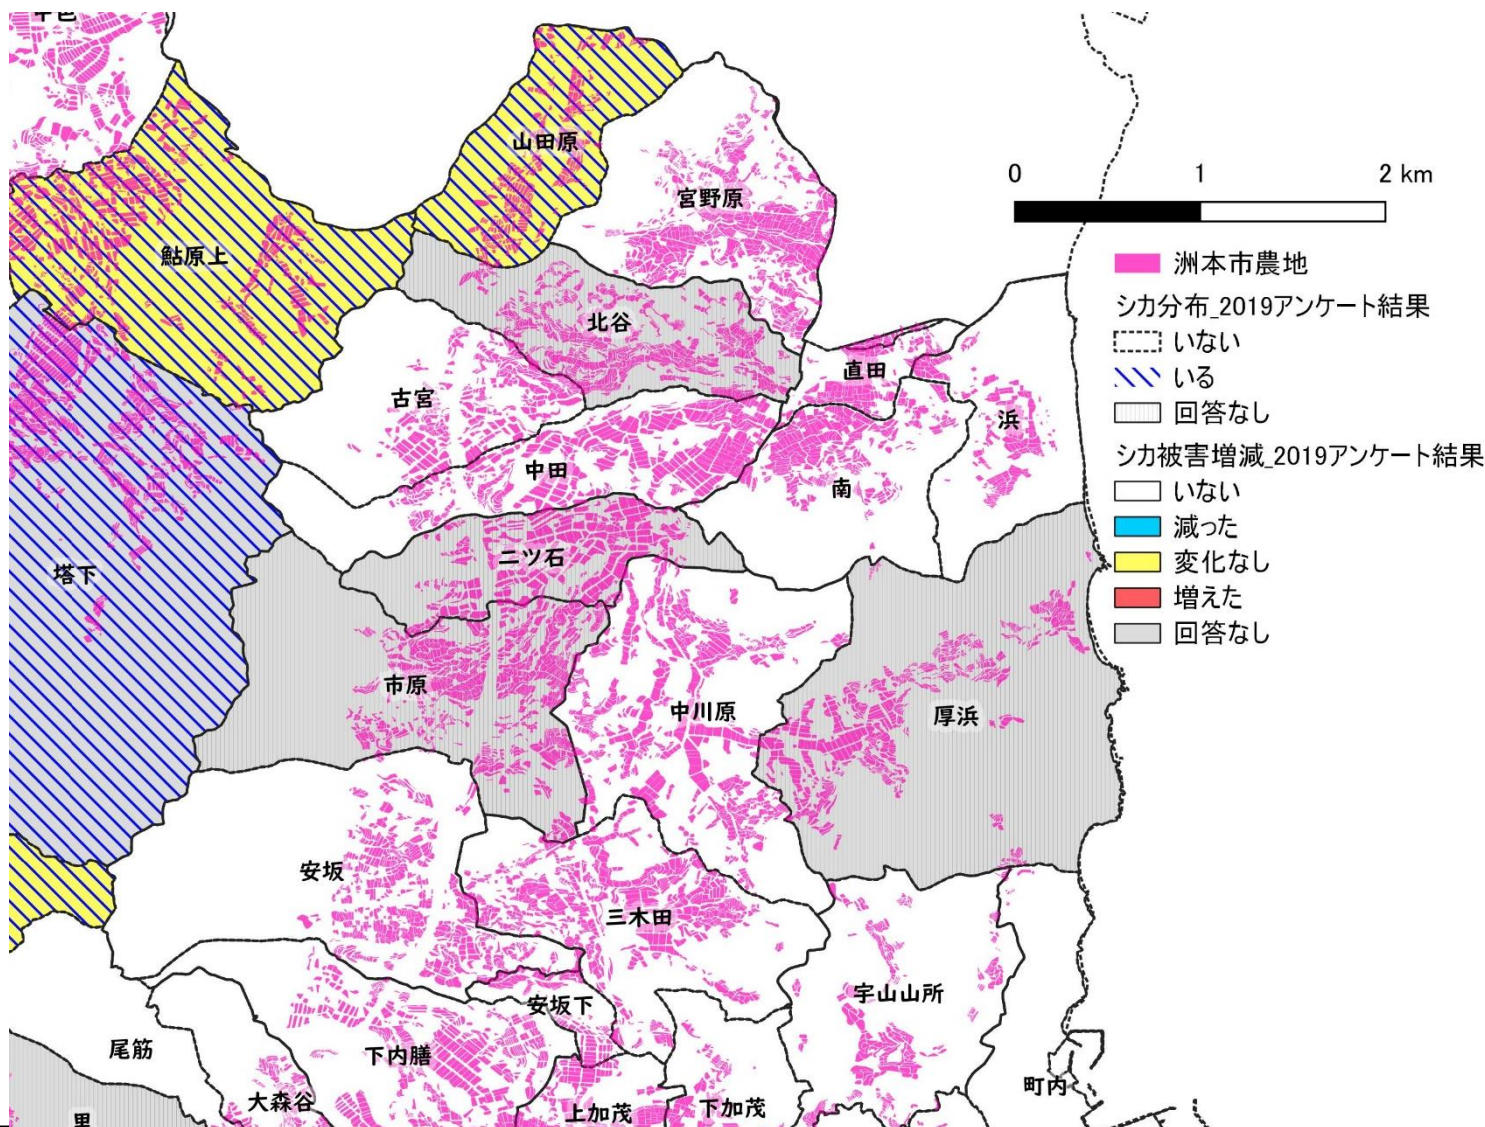 山田原
宮野原
鮎原上
北谷
古宮
直田
浜
中田
南
二ツ石
塔下
市原
中川原
厚浜
安坂
三木田
宇山山所
安坂下
尾筋
下内膳
大森谷
上加茂
下加茂
町内
0 1 2 km
洲本市農地
シカ分布_2019アンケート結果
いない
いる
回答なし
シカ被害増減_2019アンケート結果
いない
減った
変化なし
増えた
回答なし